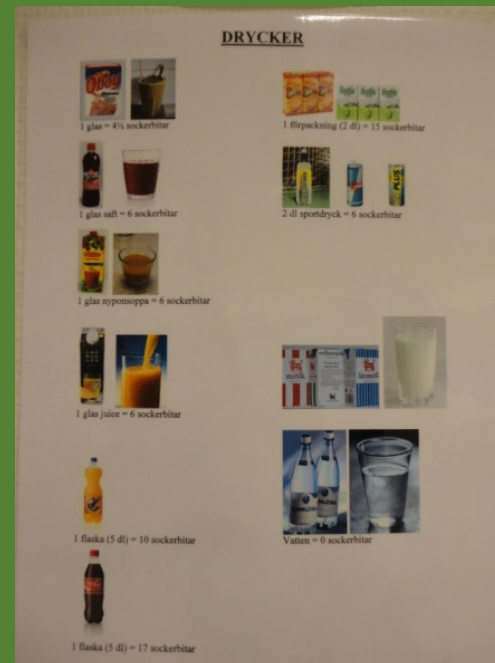 DRYCKER
1 glas = 4½ sockerbitar
1 förpackning (2 dl) = 15 sockerbitar
1 glas saft = 6 sockerbitar
2 dl sportdryck = 6 sockerbitar
PLUS
1 glas nyponsoppa = 6 sockerbitar
1 glas juice = 6 sockerbitar
mjölk
1 flaska (5 dl) = 10 sockerbitar
Vatten = 0 sockerbitar
1 flaska (5 dl) = 17 sockerbitar